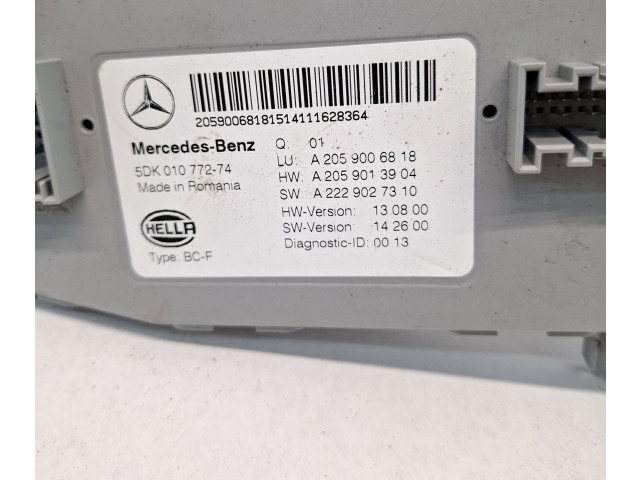 20590068181514111628364
Mercedes-Benz
5DK 010 772-74
Made in Romania
HELLA
Type: BC-F
Q: 01
LU: A 205 900 68 18
HW: A 205 901 39 04
SW: A 222 902 73 10
HW-Version: 13 08 00
SW-Version: 14 26 00
Diagnostic-ID: 00 13